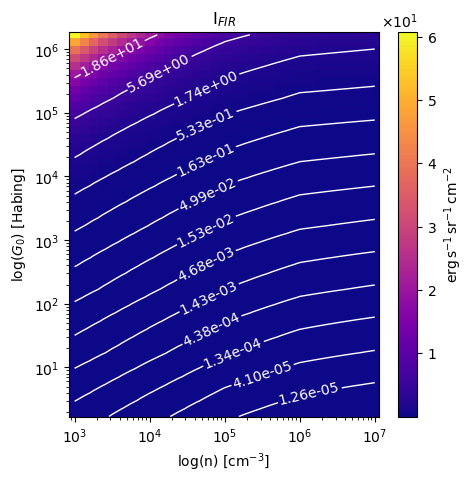 I_FIR
×10^1
10^6
10^5
10^4
10^3
10^2
10^1
log(G_0) [Habing]
1.86e+01
5.69e+00
1.74e+00
5.33e-01
1.63e-01
4.99e-02
1.53e-02
4.68e-03
1.43e-03
4.38e-04
1.34e-04
4.10e-05
1.26e-05
10^3 10^4 10^5 10^6 10^7
log(n) [cm^−3]
6
5
4
3
2
1
erg s^−1 sr^−1 cm^−2